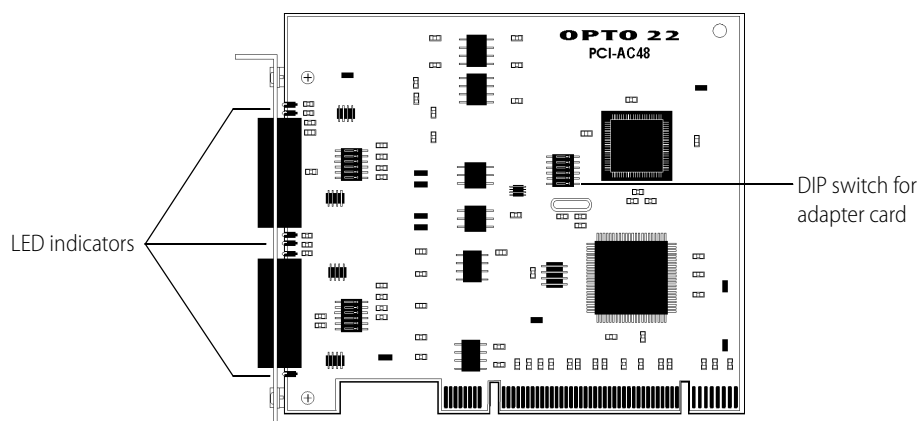 OPTO 22
PCI-AC48
DIP switch for
adapter card
LED indicators